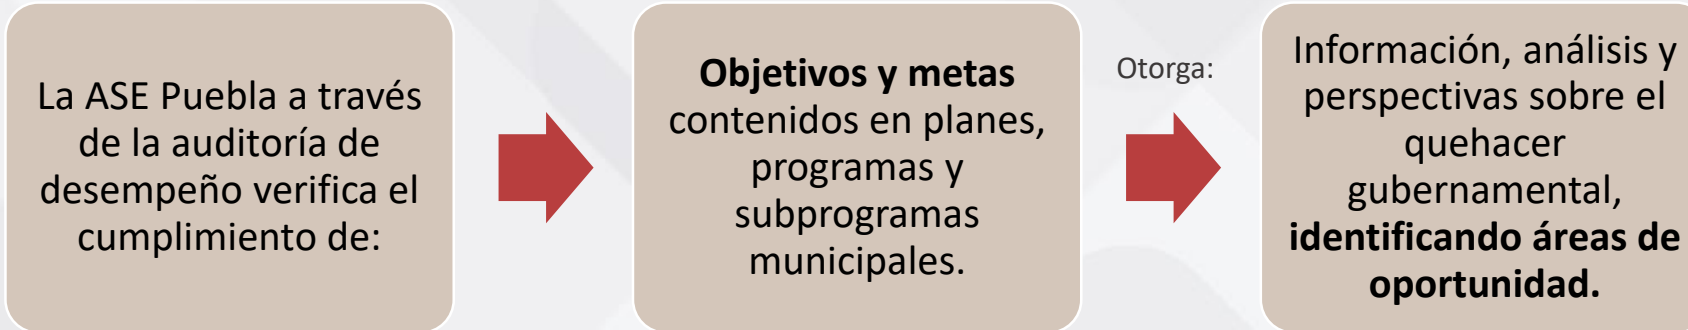 La ASE Puebla a través
de la auditoría de
desempeño verifica el
cumplimiento de:
Objetivos y metas
contenidos en planes,
programas y
subprogramas
municipales.
Otorga:
Información, análisis y
perspectivas sobre el
quehacer
gubernamental,
identificando áreas de
oportunidad.